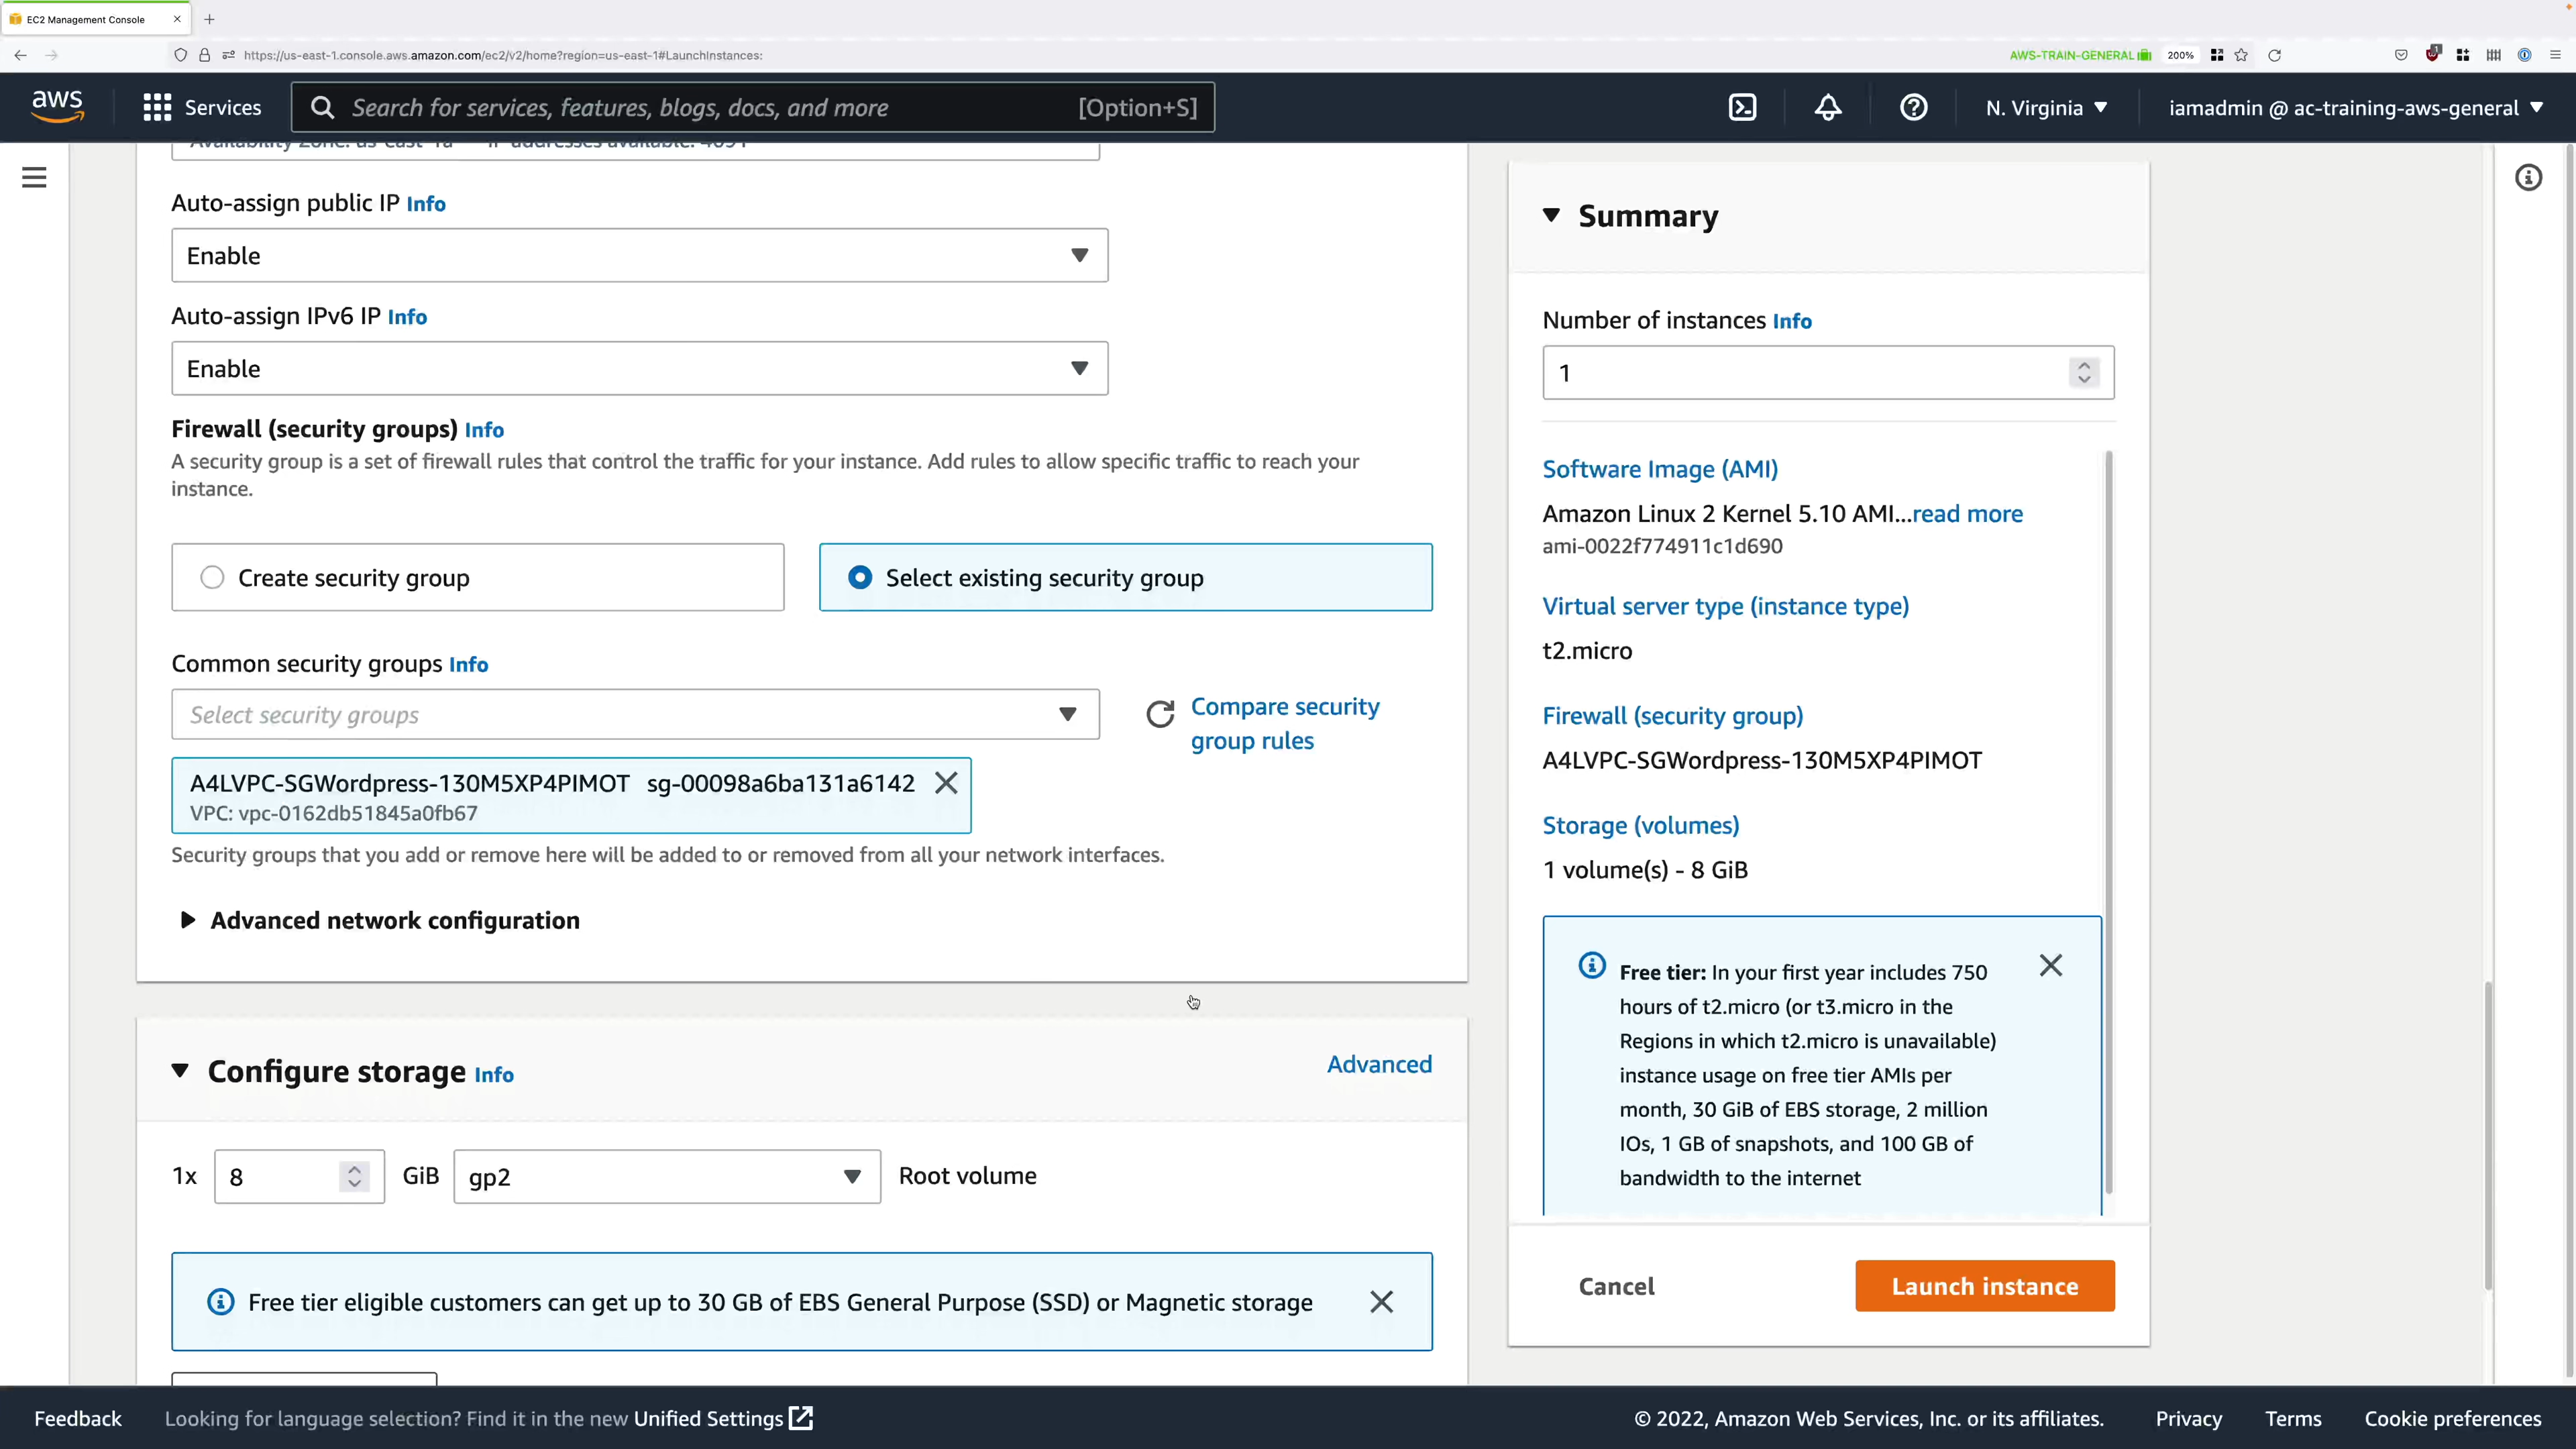 EC2 Management Console
https://us-east-1.console.aws.amazon.com/ec2/v2/home?region=us-east-1#LaunchInstances:
AWS-TRAIN-GENERAL
200%
aws
Services
Search for services, features, blogs, docs, and more
[Option+S]
N. Virginia
iamadmin @ ac-training-aws-general
Auto-assign public IP Info
Enable
Auto-assign IPv6 IP Info
Enable
Firewall (security groups) Info
A security group is a set of firewall rules that control the traffic for your instance. Add rules to allow specific traffic to reach your
instance.
Create security group
Select existing security group
Common security groups Info
Select security groups
Compare security
group rules
A4LVPC-SGWordpress-130M5XP4PIMOT sg-00098a6ba131a6142
VPC: vpc-0162db51845a0fb67
Security groups that you add or remove here will be added to or removed from all your network interfaces.
Advanced network configuration
Configure storage Info
Advanced
1x
8
GiB
gp2
Root volume
Free tier eligible customers can get up to 30 GB of EBS General Purpose (SSD) or Magnetic storage
Summary
Number of instances Info
1
Software Image (AMI)
Amazon Linux 2 Kernel 5.10 AMI...read more
ami-0022f774911c1d690
Virtual server type (instance type)
t2.micro
Firewall (security group)
A4LVPC-SGWordpress-130M5XP4PIMOT
Storage (volumes)
1 volume(s) - 8 GiB
Free tier: In your first year includes 750
hours of t2.micro (or t3.micro in the
Regions in which t2.micro is unavailable)
instance usage on free tier AMIs per
month, 30 GiB of EBS storage, 2 million
IOs, 1 GB of snapshots, and 100 GB of
bandwidth to the internet
Cancel
Launch instance
Feedback
Looking for language selection? Find it in the new Unified Settings
© 2022, Amazon Web Services, Inc. or its affiliates.
Privacy
Terms
Cookie preferences